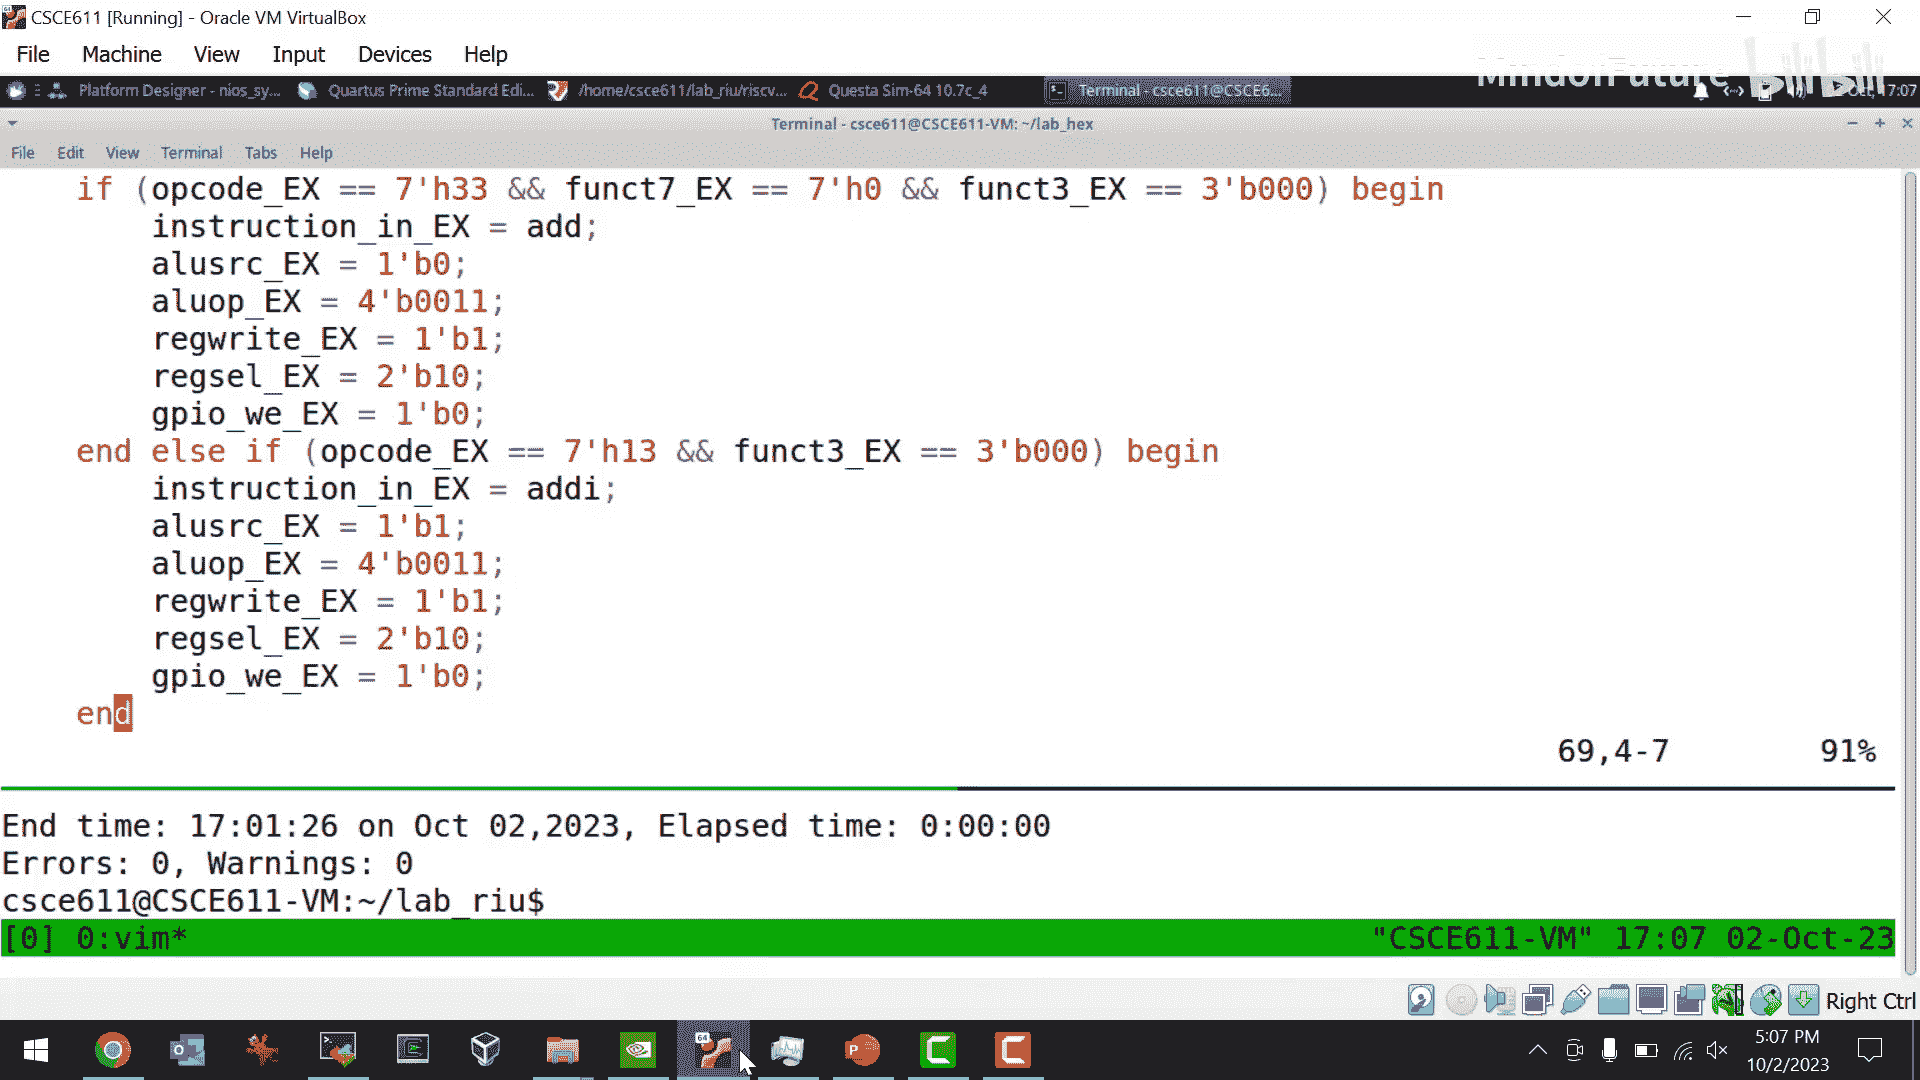 CSCE611 [Running] - Oracle VM VirtualBox
File Machine View Input Devices Help
MindorFuture bilibili
Platform Designer - nios_sy... Quartus Prime Standard Edi... /home/csce611/lab_riu/riscv... Questa Sim-64 10.7c_4 Terminal - csce611@CSCE6... 17:07
Terminal - csce611@CSCE611-VM: ~/lab_hex
File Edit View Terminal Tabs Help
if (opcode_EX == 7'h33 && funct7_EX == 7'h0 && funct3_EX == 3'b000) begin
instruction_in_EX = add;
alusrc_EX = 1'b0;
aluop_EX = 4'b0011;
regwrite_EX = 1'b1;
regsel_EX = 2'b10;
gpio_we_EX = 1'b0;
end else if (opcode_EX == 7'h13 && funct3_EX == 3'b000) begin
instruction_in_EX = addi;
alusrc_EX = 1'b1;
aluop_EX = 4'b0011;
regwrite_EX = 1'b1;
regsel_EX = 2'b10;
gpio_we_EX = 1'b0;
end
69,4-7 91%
End time: 17:01:26 on Oct 02,2023, Elapsed time: 0:00:00
Errors: 0, Warnings: 0
csce611@CSCE611-VM:~/lab_riu$
[0] 0:vim* "CSCE611-VM" 17:07 02-Oct-23
Right Ctrl
5:07 PM
10/2/2023